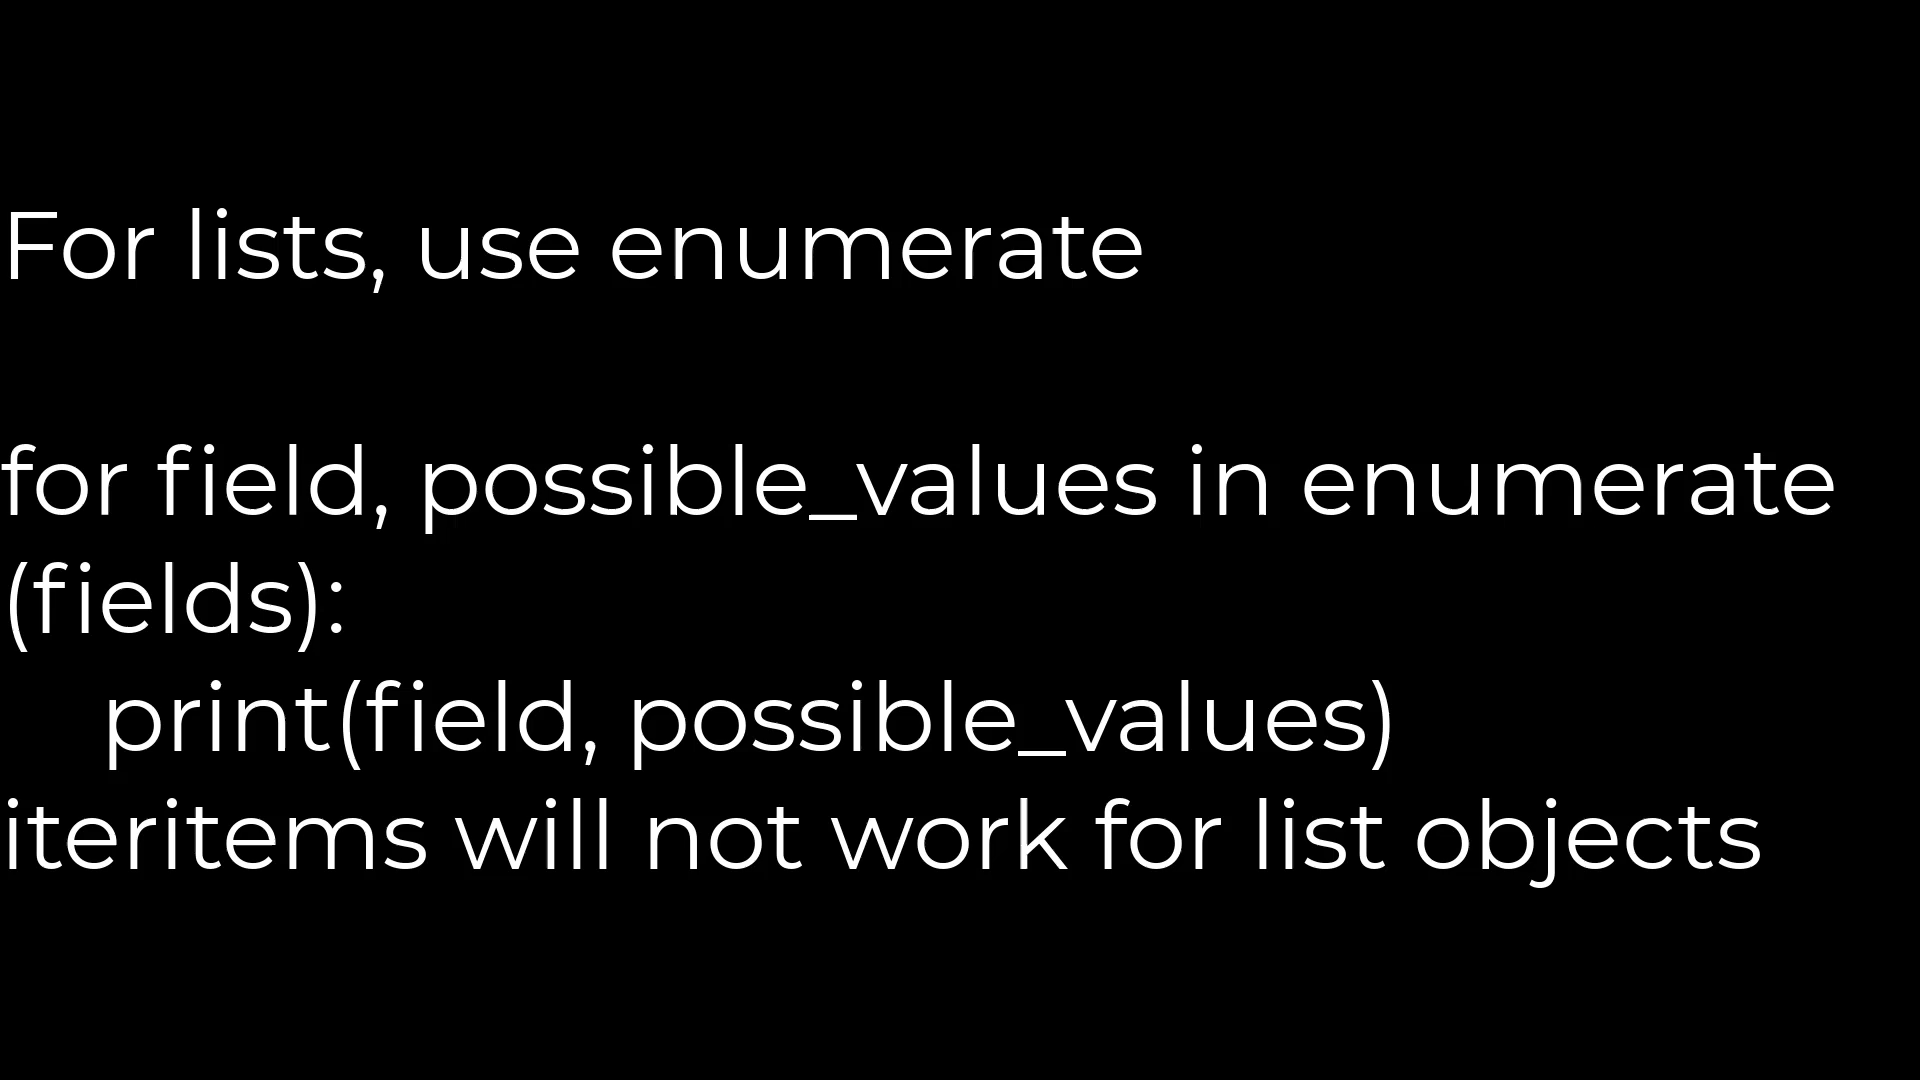 For lists, use enumerate
for field, possible_values in enumerate
(fields):
    print(field, possible_values)
iteritems will not work for list objects